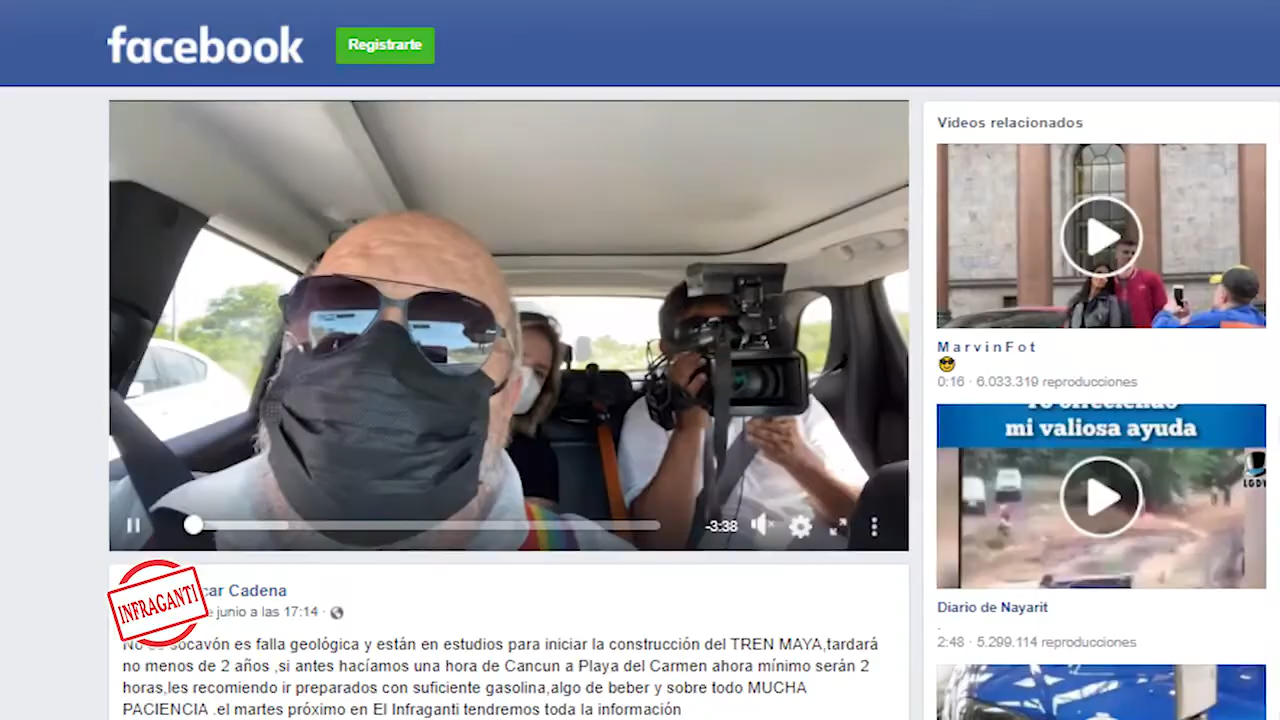 facebook
Registrarte
-3:38
INFRAGANTI
car Cadena
junio a las 17:14 ·
No es socavón es falla geológica y están en estudios para iniciar la construcción del TREN MAYA,tardará
no menos de 2 años ,si antes hacíamos una hora de Cancun a Playa del Carmen ahora mínimo serán 2
horas,les recomiendo ir preparados con suficiente gasolina,algo de beber y sobre todo MUCHA
PACIENCIA .el martes próximo en El Infraganti tendremos toda la información
Videos relacionados
MarvinFot
0:16 · 6.033.319 reproducciones
mi valiosa ayuda
Diario de Nayarit
.
2:48 · 5.299.114 reproducciones